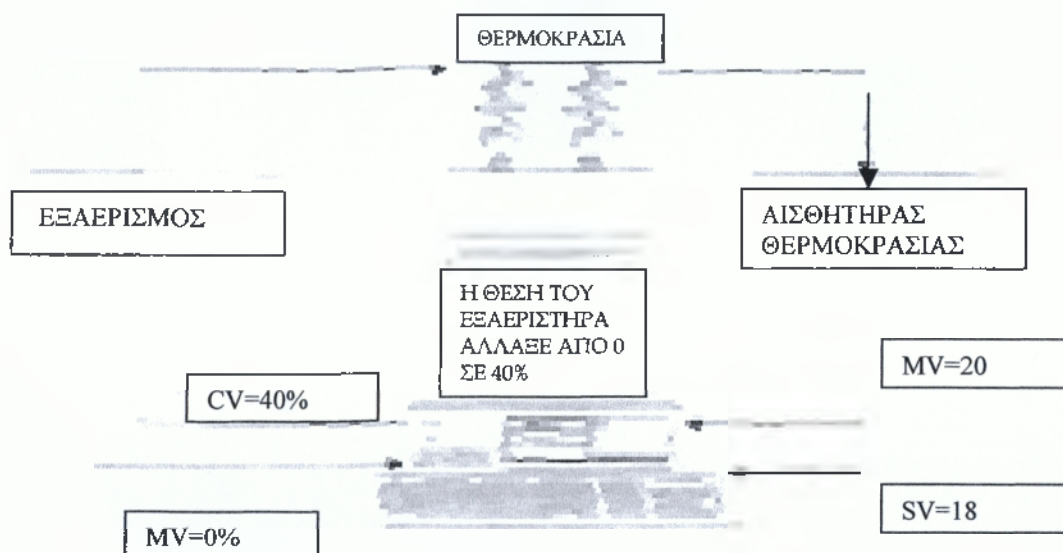 ΘΕΡΜΟΚΡΑΣΙΑ
ΕΞΑΕΡΙΣΜΟΣ
ΑΙΣΘΗΤΗΡΑΣ
ΘΕΡΜΟΚΡΑΣΙΑΣ
Η ΘΕΣΗ ΤΟΥ
ΕΞΑΕΡΙΣΤΗΡΑ
ΑΛΛΑΞΕ ΑΠΟ 0
ΣΕ 40%
MV=20
CV=40%
SV=18
MV=0%